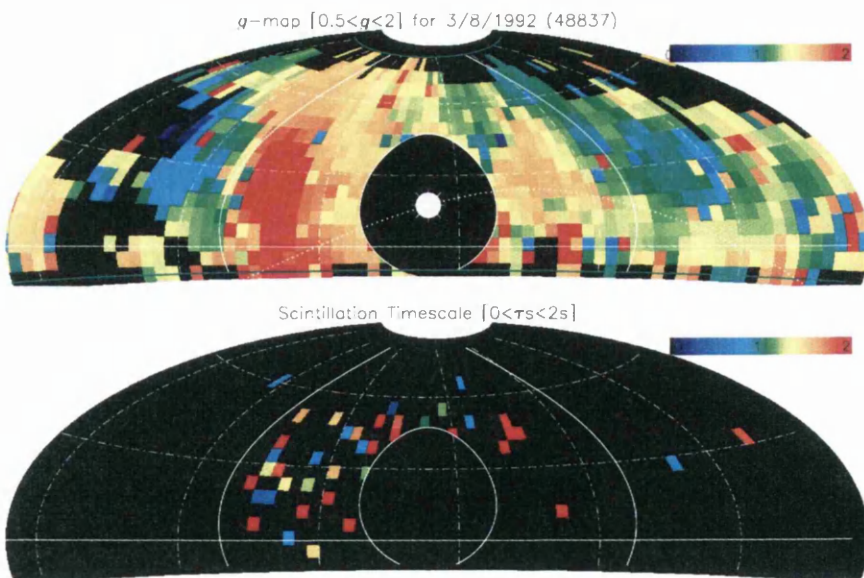 g-map [0.5<g<2] for 3/8/1992 (48837)
1 2
Scintillation Timescale [0<τs<2s]
1 2